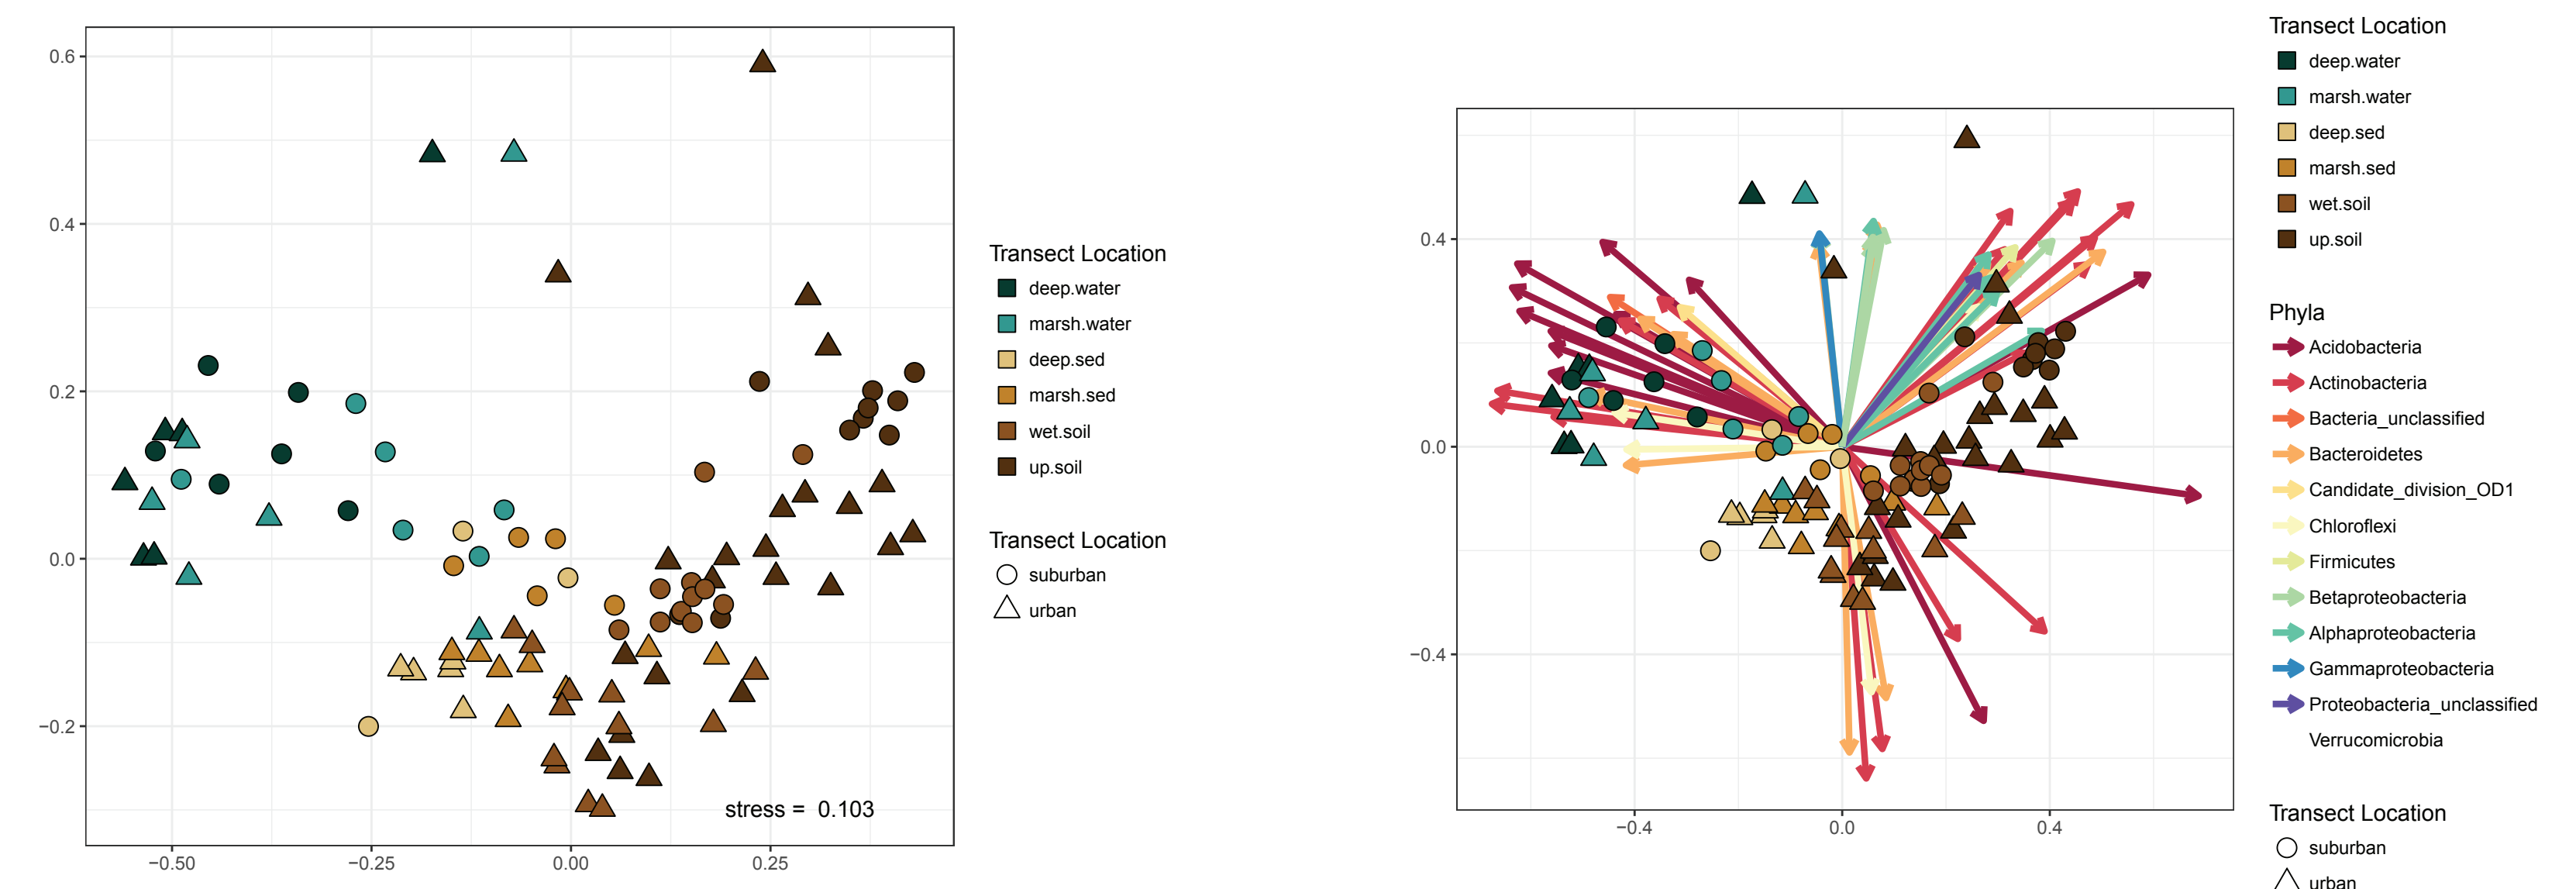 0.6
0.4
0.2
0.0
−0.2
−0.50
−0.25
0.00
0.25
stress = 0.103
Transect Location
deep.water
marsh.water
deep.sed
marsh.sed
wet.soil
up.soil
Transect Location
suburban
urban
0.4
0.0
−0.4
−0.4
0.0
0.4
Transect Location
deep.water
marsh.water
deep.sed
marsh.sed
wet.soil
up.soil
Phyla
Acidobacteria
Actinobacteria
Bacteria_unclassified
Bacteroidetes
Candidate_division_OD1
Chloroflexi
Firmicutes
Betaproteobacteria
Alphaproteobacteria
Gammaproteobacteria
Proteobacteria_unclassified
Verrucomicrobia
Transect Location
suburban
urban